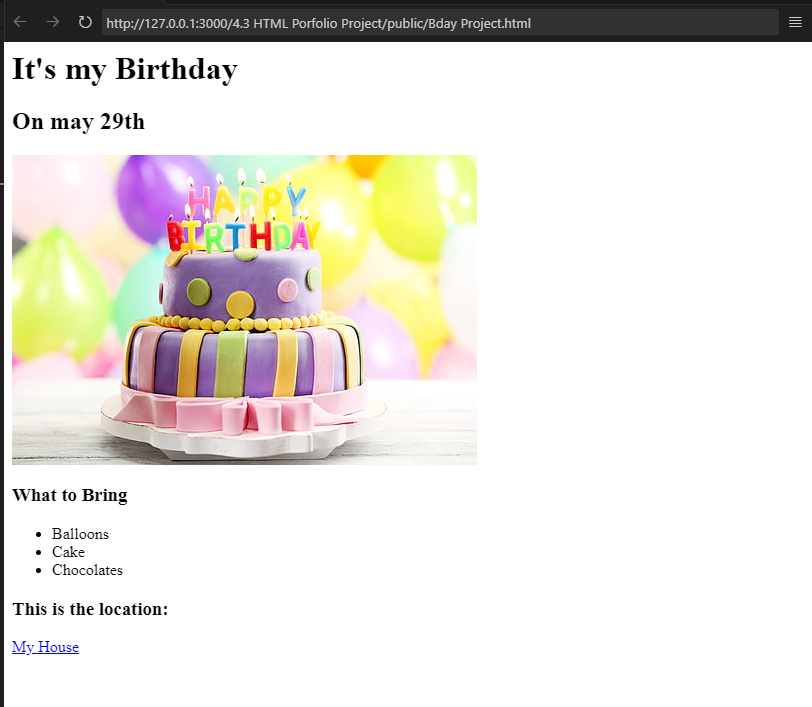 http://127.0.0.1:3000/4.3 HTML Porfolio Project/public/Bday Project.html
It's my Birthday
On may 29th
HAPPY
BIRTHDAY
What to Bring
Balloons
Cake
Chocolates
This is the location:
My House